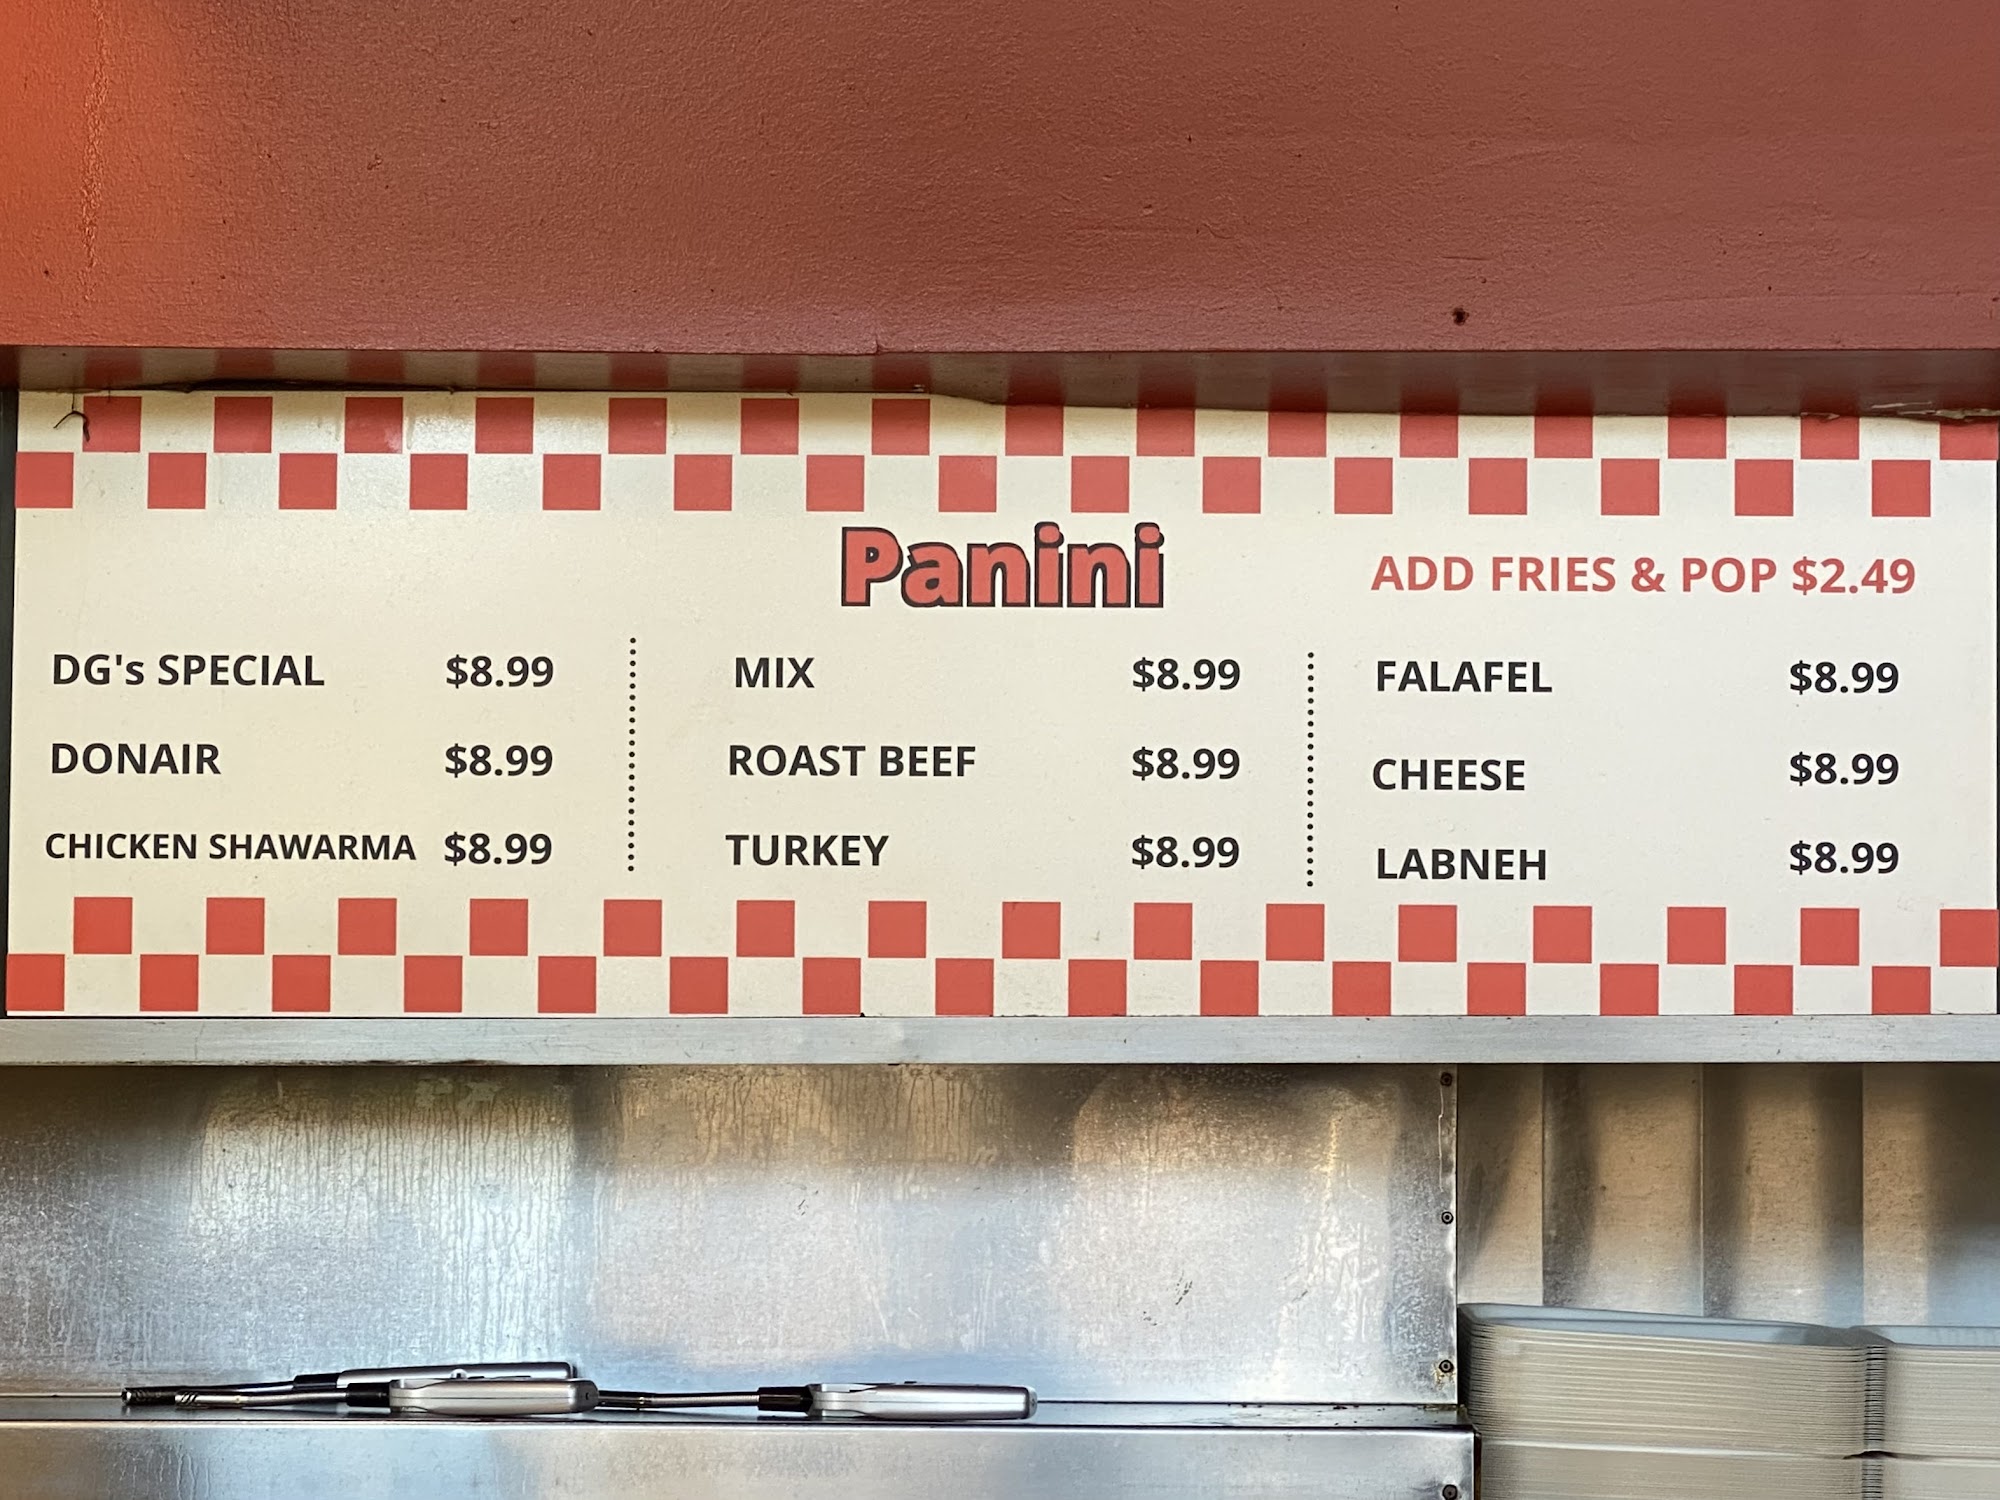 Panini
ADD FRIES & POP $2.49
DG's SPECIAL $8.99
DONAIR $8.99
CHICKEN SHAWARMA $8.99
MIX $8.99
ROAST BEEF $8.99
TURKEY $8.99
FALAFEL $8.99
CHEESE $8.99
LABNEH $8.99